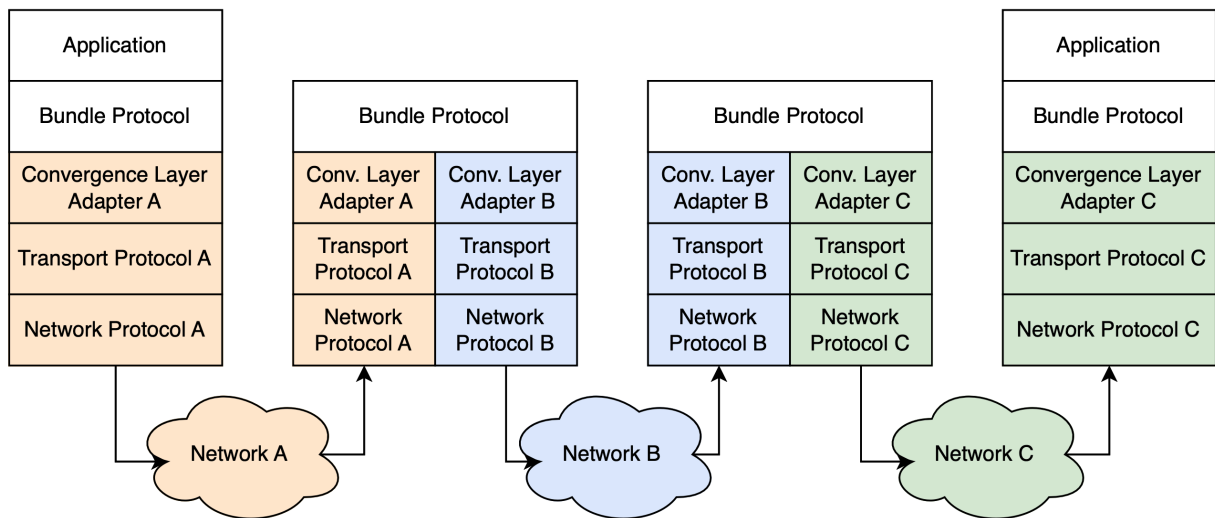 Application
Bundle Protocol
Convergence Layer
Adapter A
Transport Protocol A
Network Protocol A
Network A
Bundle Protocol
Conv. Layer
Adapter A
Transport
Protocol A
Network
Protocol A
Conv. Layer
Adapter B
Transport
Protocol B
Network
Protocol B
Network B
Bundle Protocol
Conv. Layer
Adapter B
Transport
Protocol B
Network
Protocol B
Conv. Layer
Adapter C
Transport
Protocol C
Network
Protocol C
Network C
Application
Bundle Protocol
Convergence Layer
Adapter C
Transport Protocol C
Network Protocol C